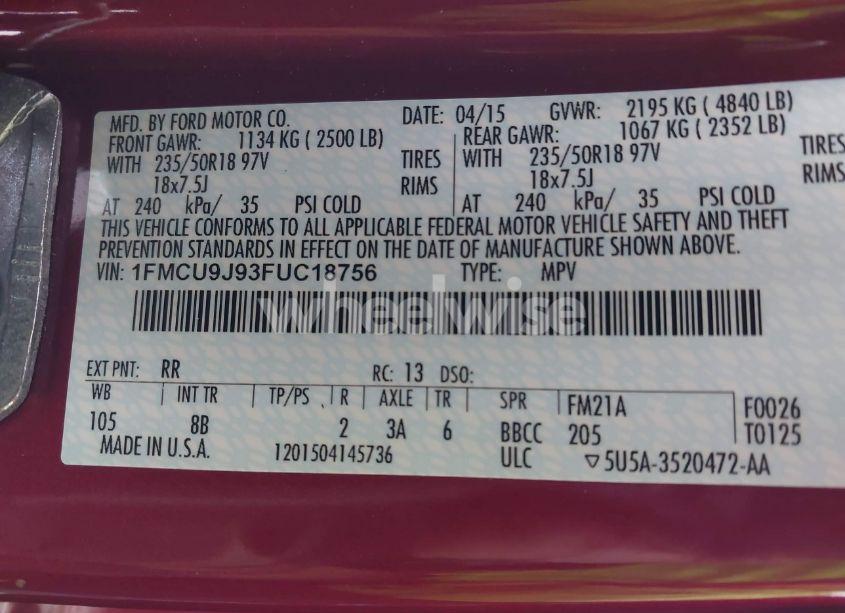 MFD. BY FORD MOTOR CO. DATE: 04/15 GVWR: 2195 KG ( 4840 LB)
FRONT GAWR: 1134 KG ( 2500 LB) REAR GAWR: 1067 KG ( 2352 LB)
WITH 235/50R18 97V TIRES WITH 235/50R18 97V TIRES
18x7.5J RIMS 18x7.5J RIMS
AT 240 kPa/ 35 PSI COLD AT 240 kPa/ 35 PSI COLD
THIS VEHICLE CONFORMS TO ALL APPLICABLE FEDERAL MOTOR VEHICLE SAFETY AND THEFT
PREVENTION STANDARDS IN EFFECT ON THE DATE OF MANUFACTURE SHOWN ABOVE.
VIN: 1FMCU9J93FUC18756 TYPE: MPV
wheelwise
EXT PNT: RR RC: 13 DSO:
WB INT TR TP/PS R AXLE TR SPR FM21A F0026
105 8B 2 3A 6 BBCC 205 T0125
MADE IN U.S.A. 1201504145736 ULC ▽5U5A-3520472-AA